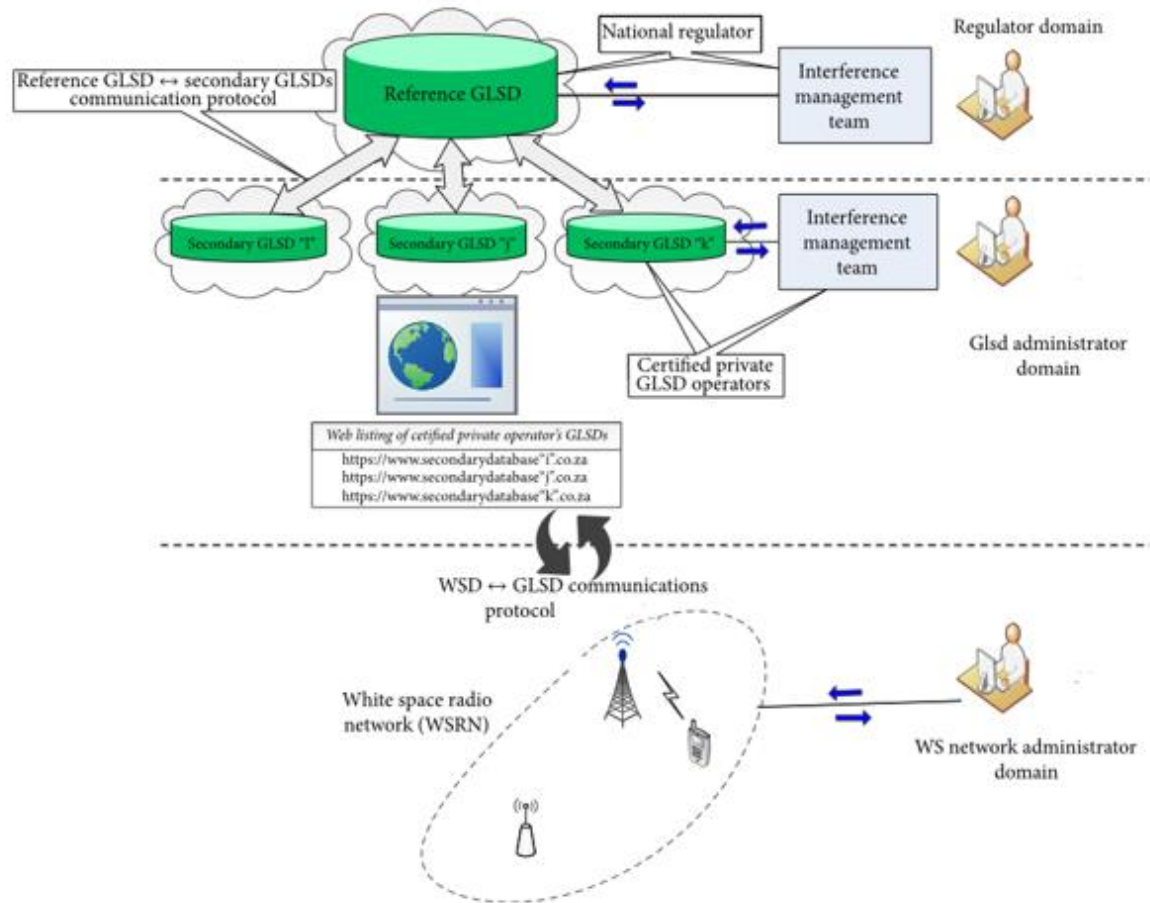 National regulator
Regulator domain
Reference GLSD ↔ secondary GLSDs
communication protocol
Reference GLSD
Interference
management
team
Secondary GLSD "I"
Secondary GLSD "j"
Secondary GLSD "k"
Interference
management
team
Certified private
GLSD operators
Glsd administrator
domain
Web listing of cetified private operator's GLSDs
https://www.secondarydatabase"i".co.za
https://www.secondarydatabase"j".co.za
https://www.secondarydatabase"k".co.za
WSD ↔ GLSD communications
protocol
White space radio
network (WSRN)
WS network administrator
domain